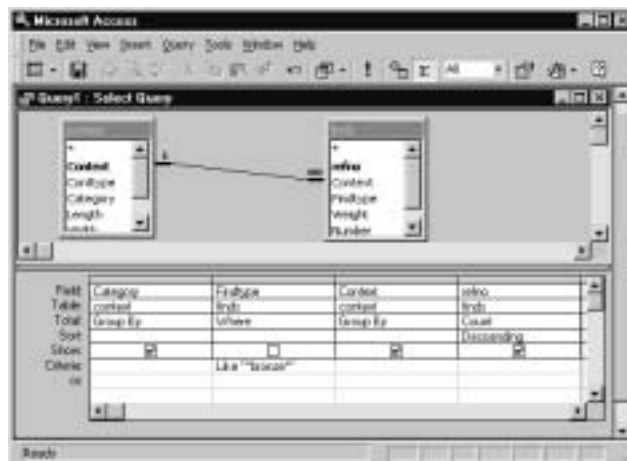 Microsoft Access
File Edit View Insert Query Tools Window Help
All
Query1 : Select Query
*
Context
Conttype
Category
Length
1
*
refno
Context
Findtype
Weight
Number
Field: Category Findtype Context refno
Table: context finds context finds
Total: Group By Where Group By Count
Sort: Descending
Show:
Criteria: Like "*bronze*"
or:
Ready